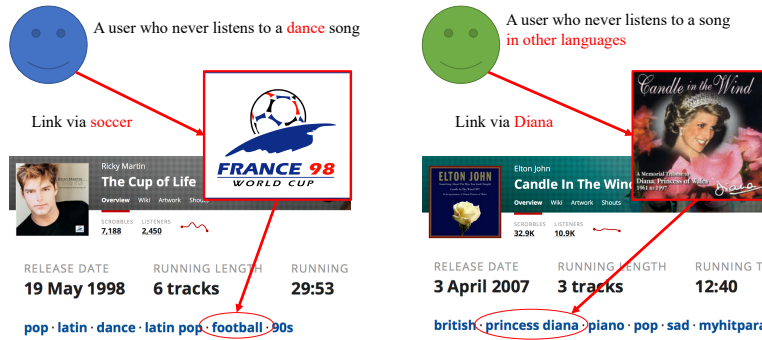 A user who never listens to a dance song
Link via soccer
FRANCE 98
WORLD CUP
Ricky Martin
The Cup of Life
Overview Wiki Artwork Shouts
SCROBBLES LISTENERS
7,188 2,450
RELEASE DATE RUNNING LENGTH RUNNING
19 May 1998 6 tracks 29:53
pop · latin · dance · latin pop · football · 90s
A user who never listens to a song
in other languages
Link via Diana
Candle in the Wind
A Memorial Tribute to
Diana, Princess of Wales
1961 to 1997
Diana
ELTON JOHN
Elton John
Candle In The Wind
Overview Wiki Artwork Shouts
SCROBBLES LISTENERS
32.9K 10.9K
RELEASE DATE RUNNING LENGTH RUNNING T
3 April 2007 3 tracks 12:40
british · princess diana · piano · pop · sad · myhitpara